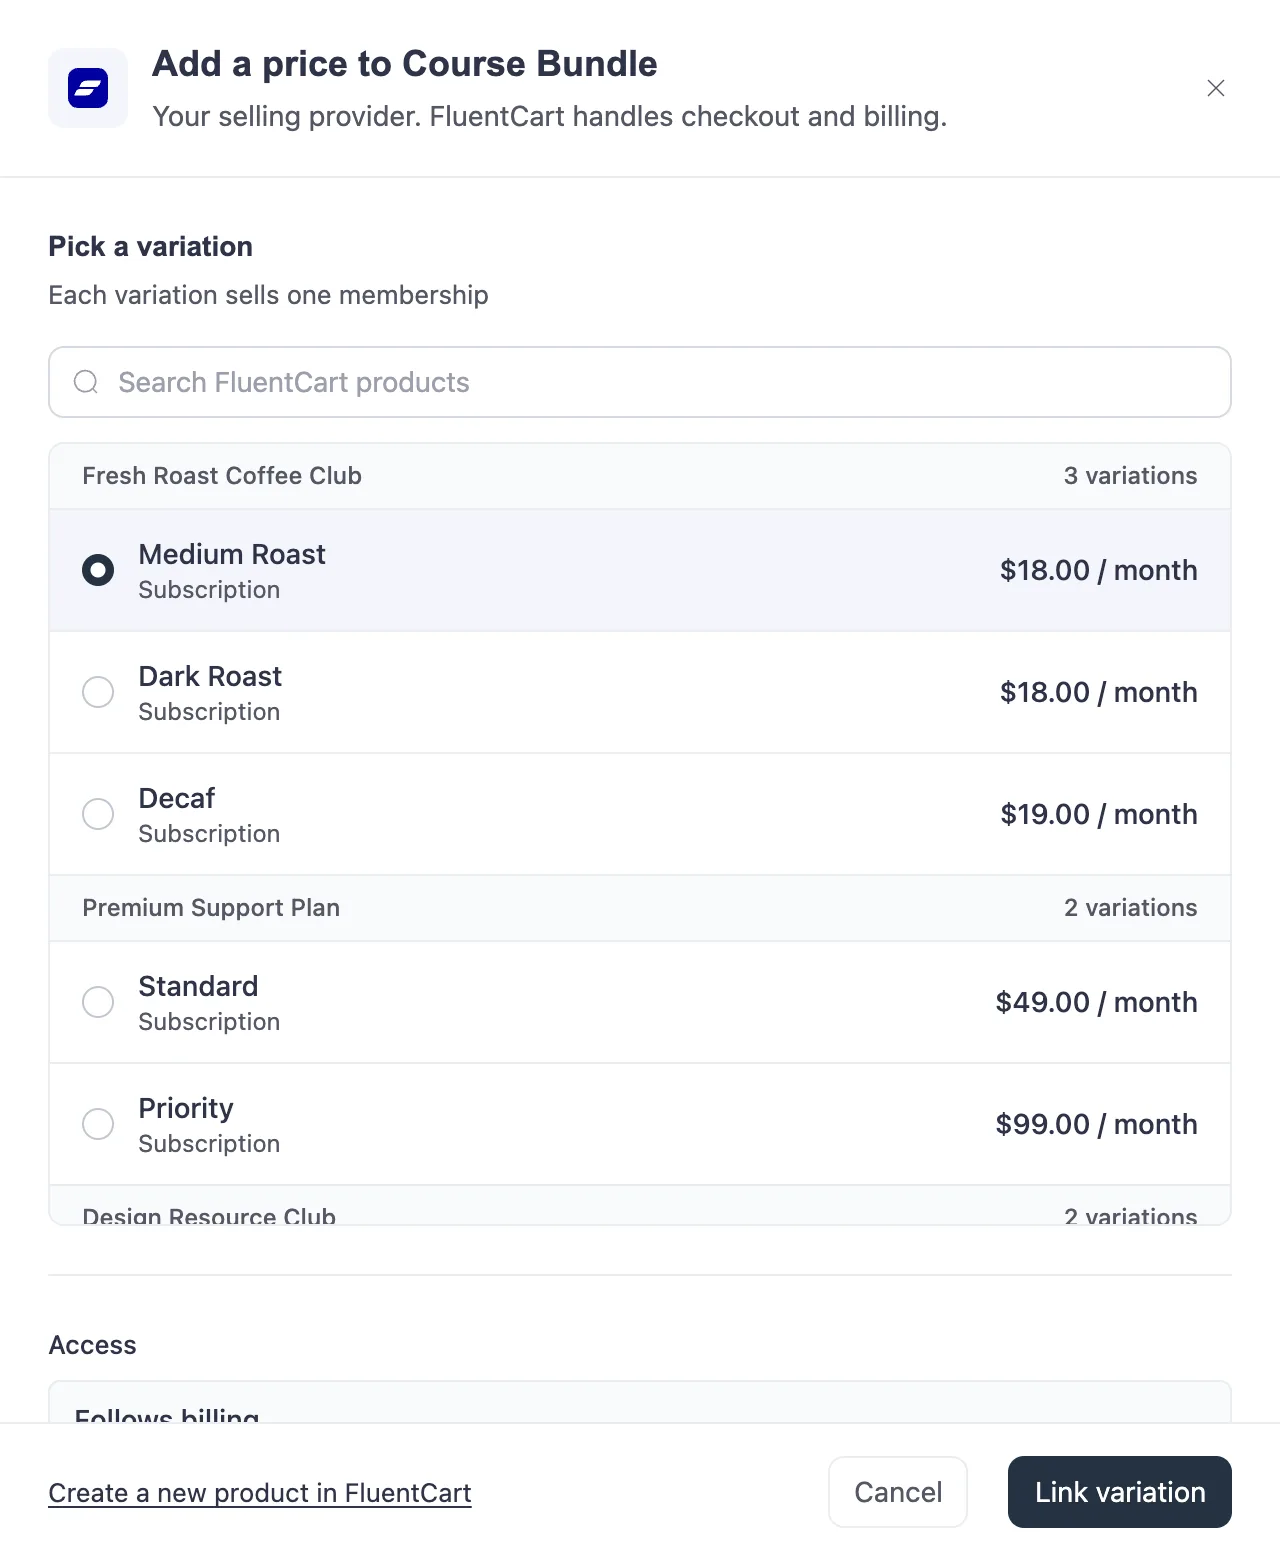 Add a price to Course Bundle
Your selling provider. FluentCart handles checkout and billing.
Pick a variation
Each variation sells one membership
Search FluentCart products
Fresh Roast Coffee Club 3 variations
Medium Roast
Subscription
$18.00 / month
Dark Roast
Subscription
$18.00 / month
Decaf
Subscription
$19.00 / month
Premium Support Plan 2 variations
Standard
Subscription
$49.00 / month
Priority
Subscription
$99.00 / month
Design Resource Club 2 variations
Access
Follows billing
Create a new product in FluentCart
Cancel
Link variation